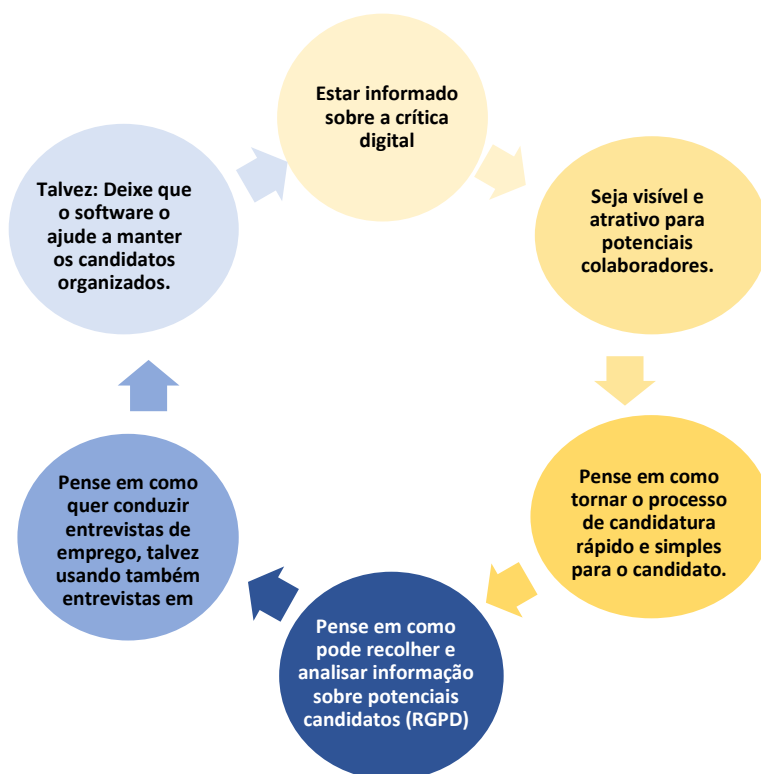 Estar informado
sobre a crítica
digital
Seja visível e
atrativo para
potenciais
colaboradores.
Pense em como
tornar o processo
de candidatura
rápido e simples
para o candidato.
Pense em como
pode recolher e
analisar informação
sobre potenciais
candidatos (RGPD)
Pense em como
quer conduzir
entrevistas de
emprego, talvez
usando também
entrevistas em
Talvez: Deixe que
o software o
ajude a manter
os candidatos
organizados.